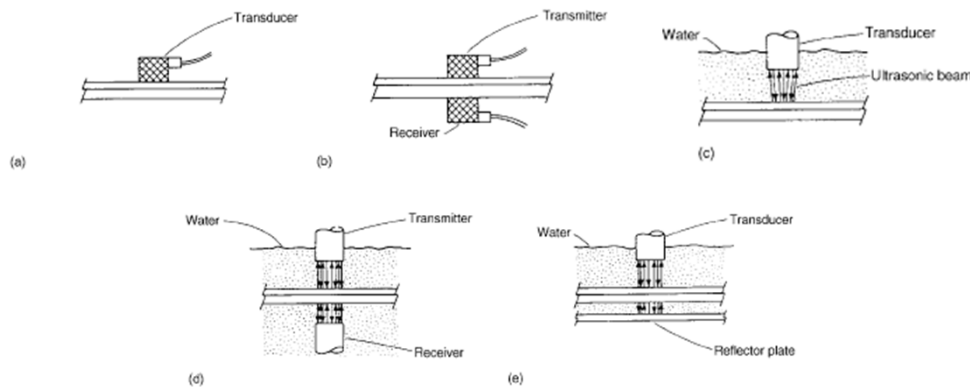 Transducer
(a)
Transmitter
Receiver
(b)
Water
Transducer
Ultrasonic beam
(c)
Water
Transmitter
Receiver
(d)
Water
Transducer
Reflector plate
(e)